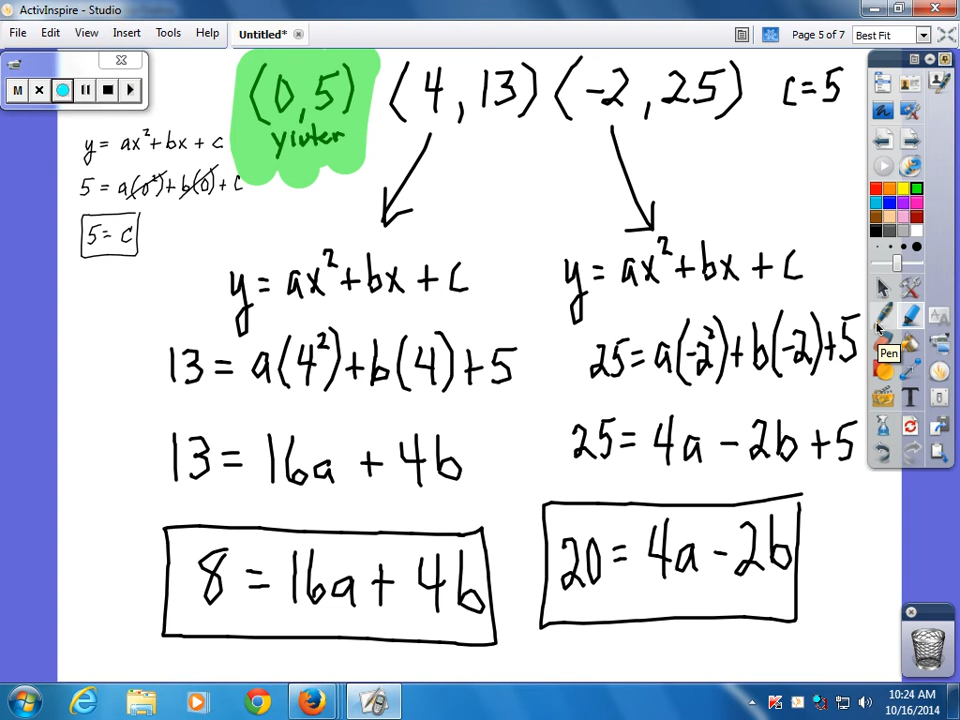 ActivInspire - Studio
File Edit View Insert Tools Help Untitled* Page 5 of 7 Best Fit
M
(0,5) (4,13) (-2,25) c=5
yinter
y = ax²+bx+c
5 = a(0²)+b(0)+c
5=c
y = ax²+bx+c
13=a(4²)+b(4)+5
13=16a+4b
8=16a+4b
y=ax²+bx+c
25=a(-2²)+b(-2)+5
25=4a-2b+5
20=4a-2b
Pen
10:24 AM
10/16/2014